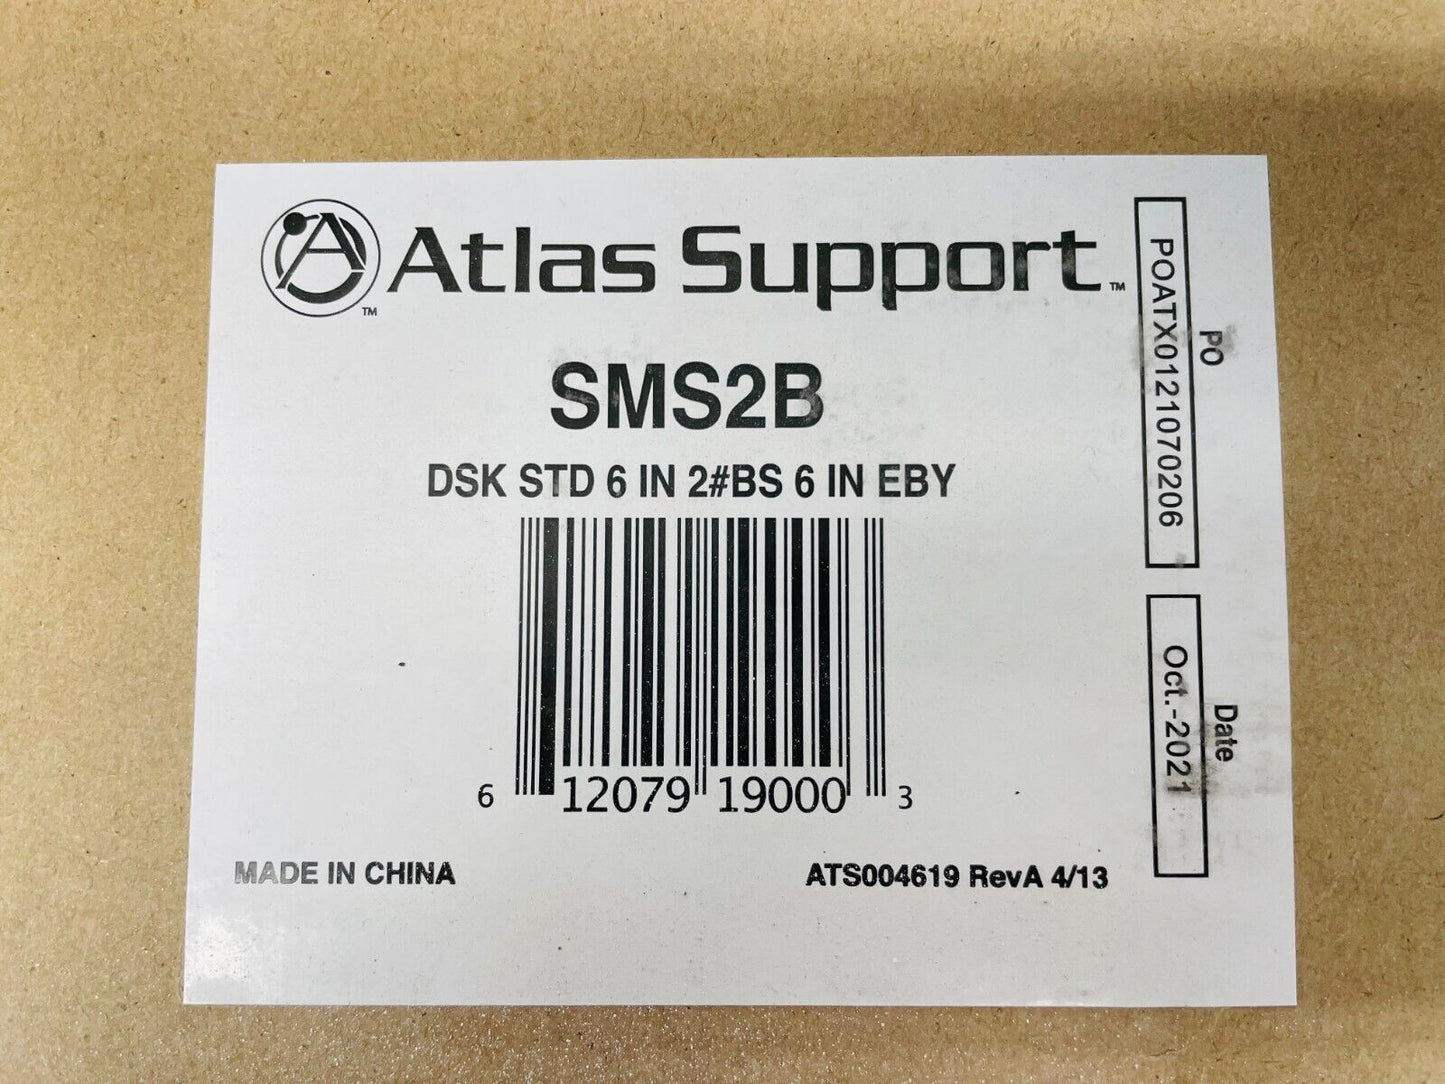 Atlas Support™
SMS2B
DSK STD 6 IN 2#BS 6 IN EBY
6 12079 19000 3
MADE IN CHINA
ATS004619 RevA 4/13
PO
POATX0121070206
Date
Oct.-2021